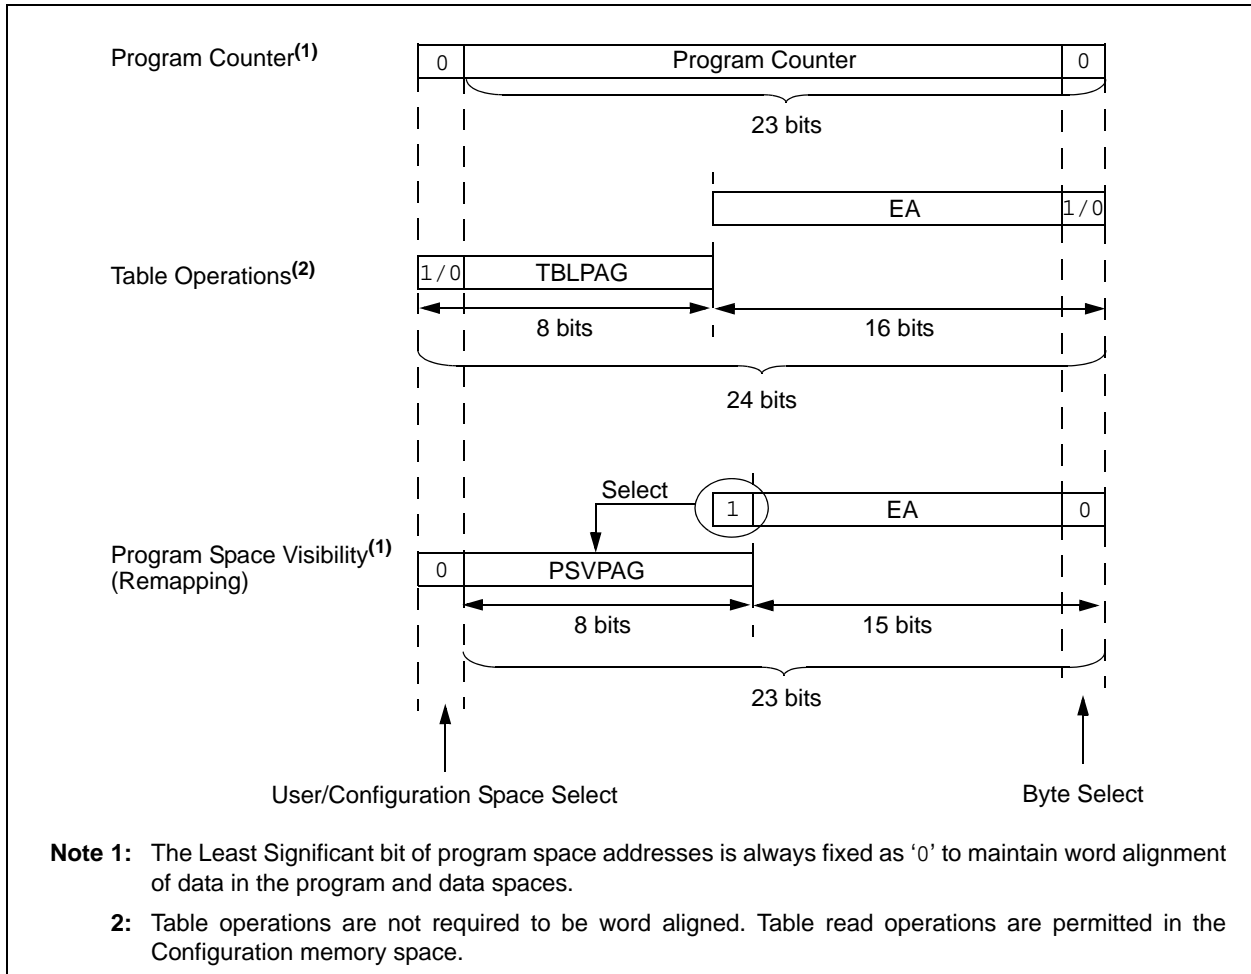 Program Counter(1)
0
Program Counter
0
23 bits
EA
1/0
Table Operations(2)
1/0
TBLPAG
8 bits
16 bits
24 bits
Select
1
EA
0
Program Space Visibility(1)
(Remapping)
0
PSVPAG
8 bits
15 bits
23 bits
User/Configuration Space Select
Byte Select
Note 1: The Least Significant bit of program space addresses is always fixed as ‘0’ to maintain word alignment
of data in the program and data spaces.
2: Table operations are not required to be word aligned. Table read operations are permitted in the
Configuration memory space.